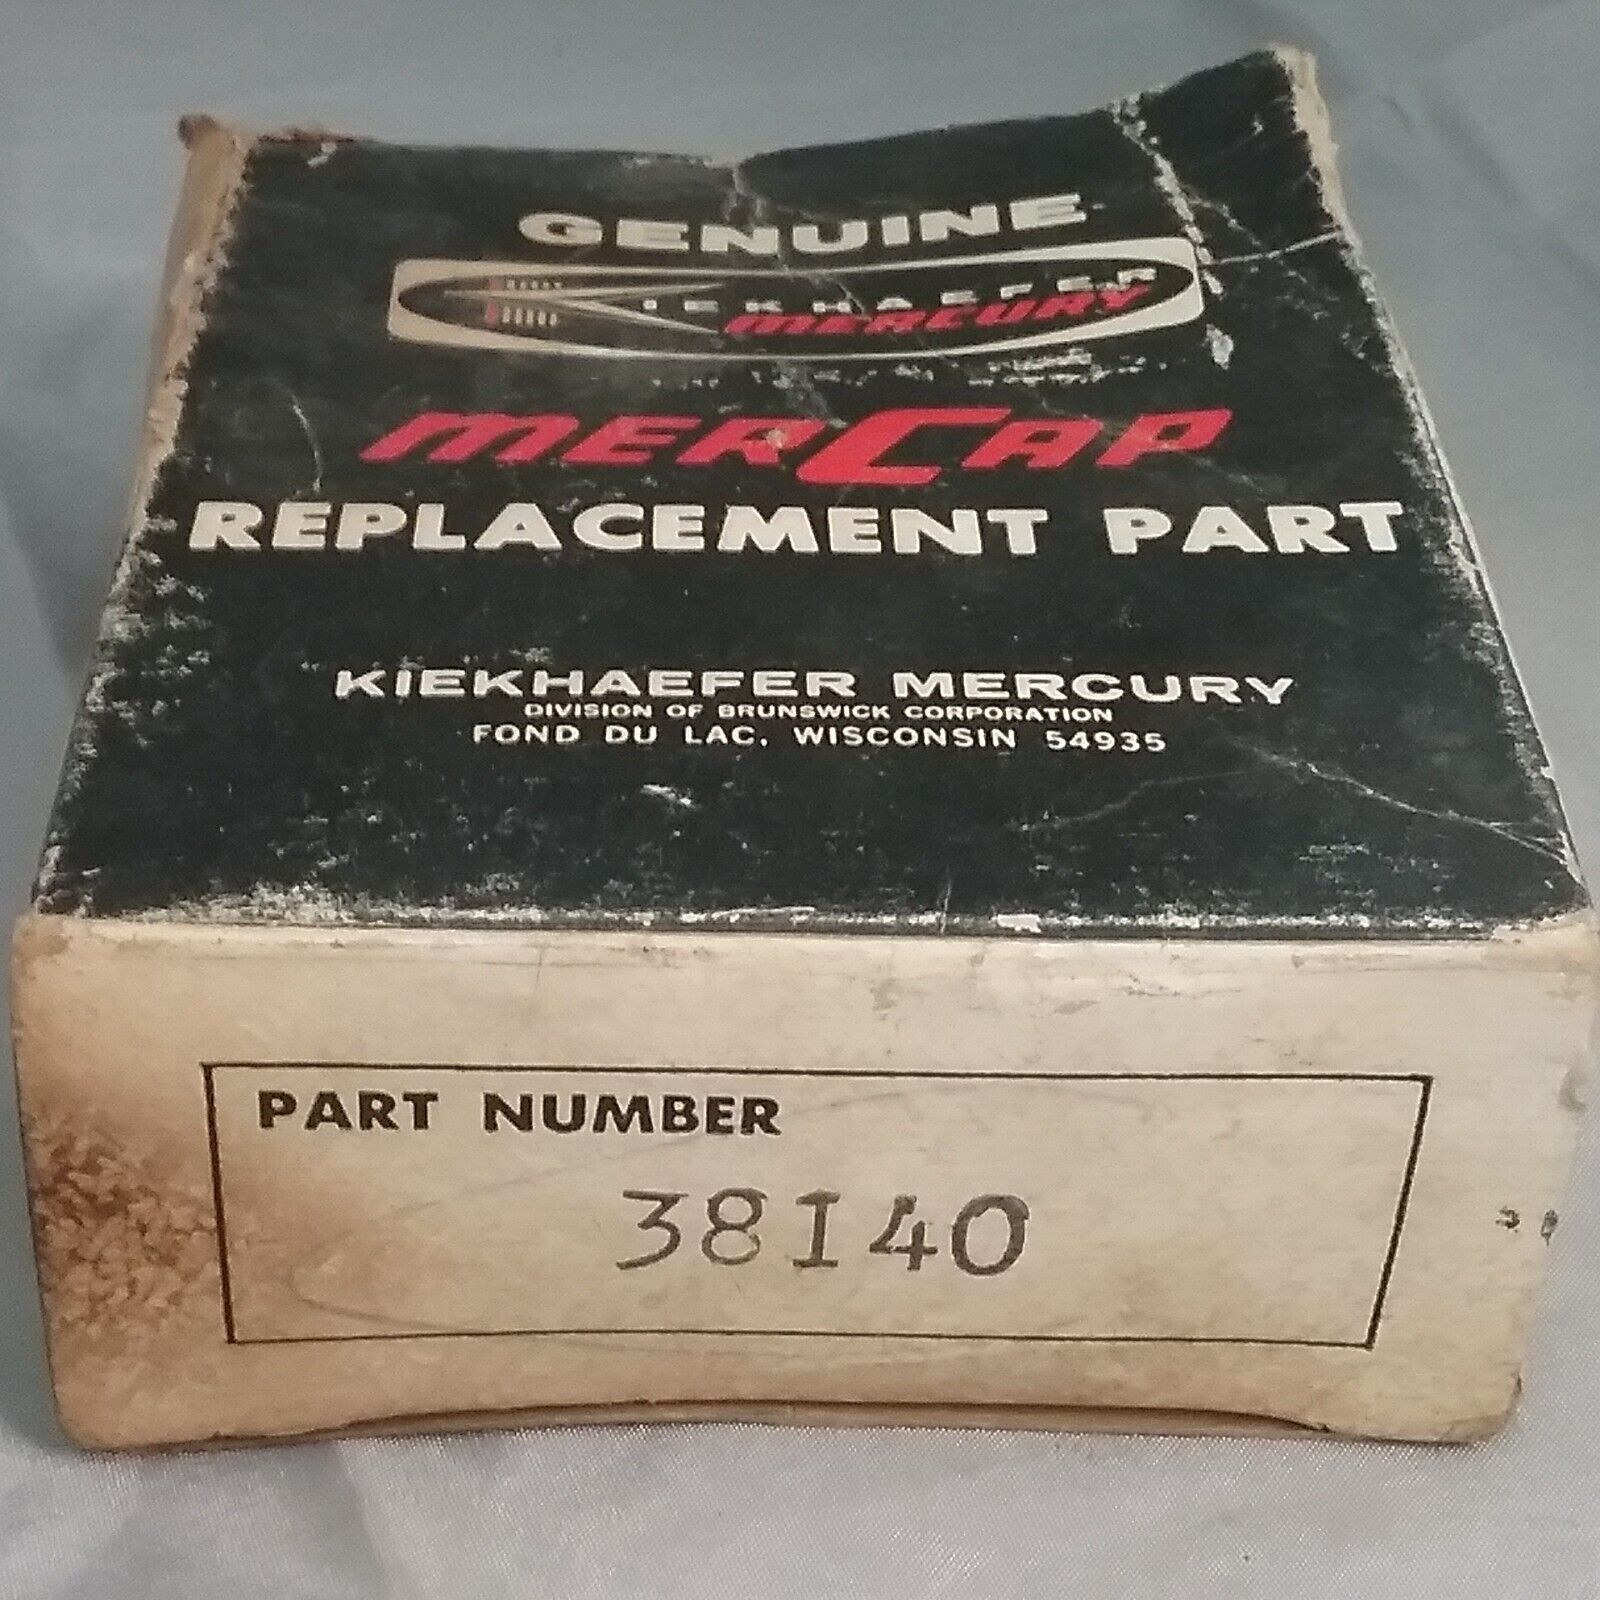 GENUINE
KIEKHAEFER
MERCURY
MERCAP
REPLACEMENT PART
KIEKHAEFER MERCURY
DIVISION OF BRUNSWICK CORPORATION
FOND DU LAC, WISCONSIN 54935
PART NUMBER
38140